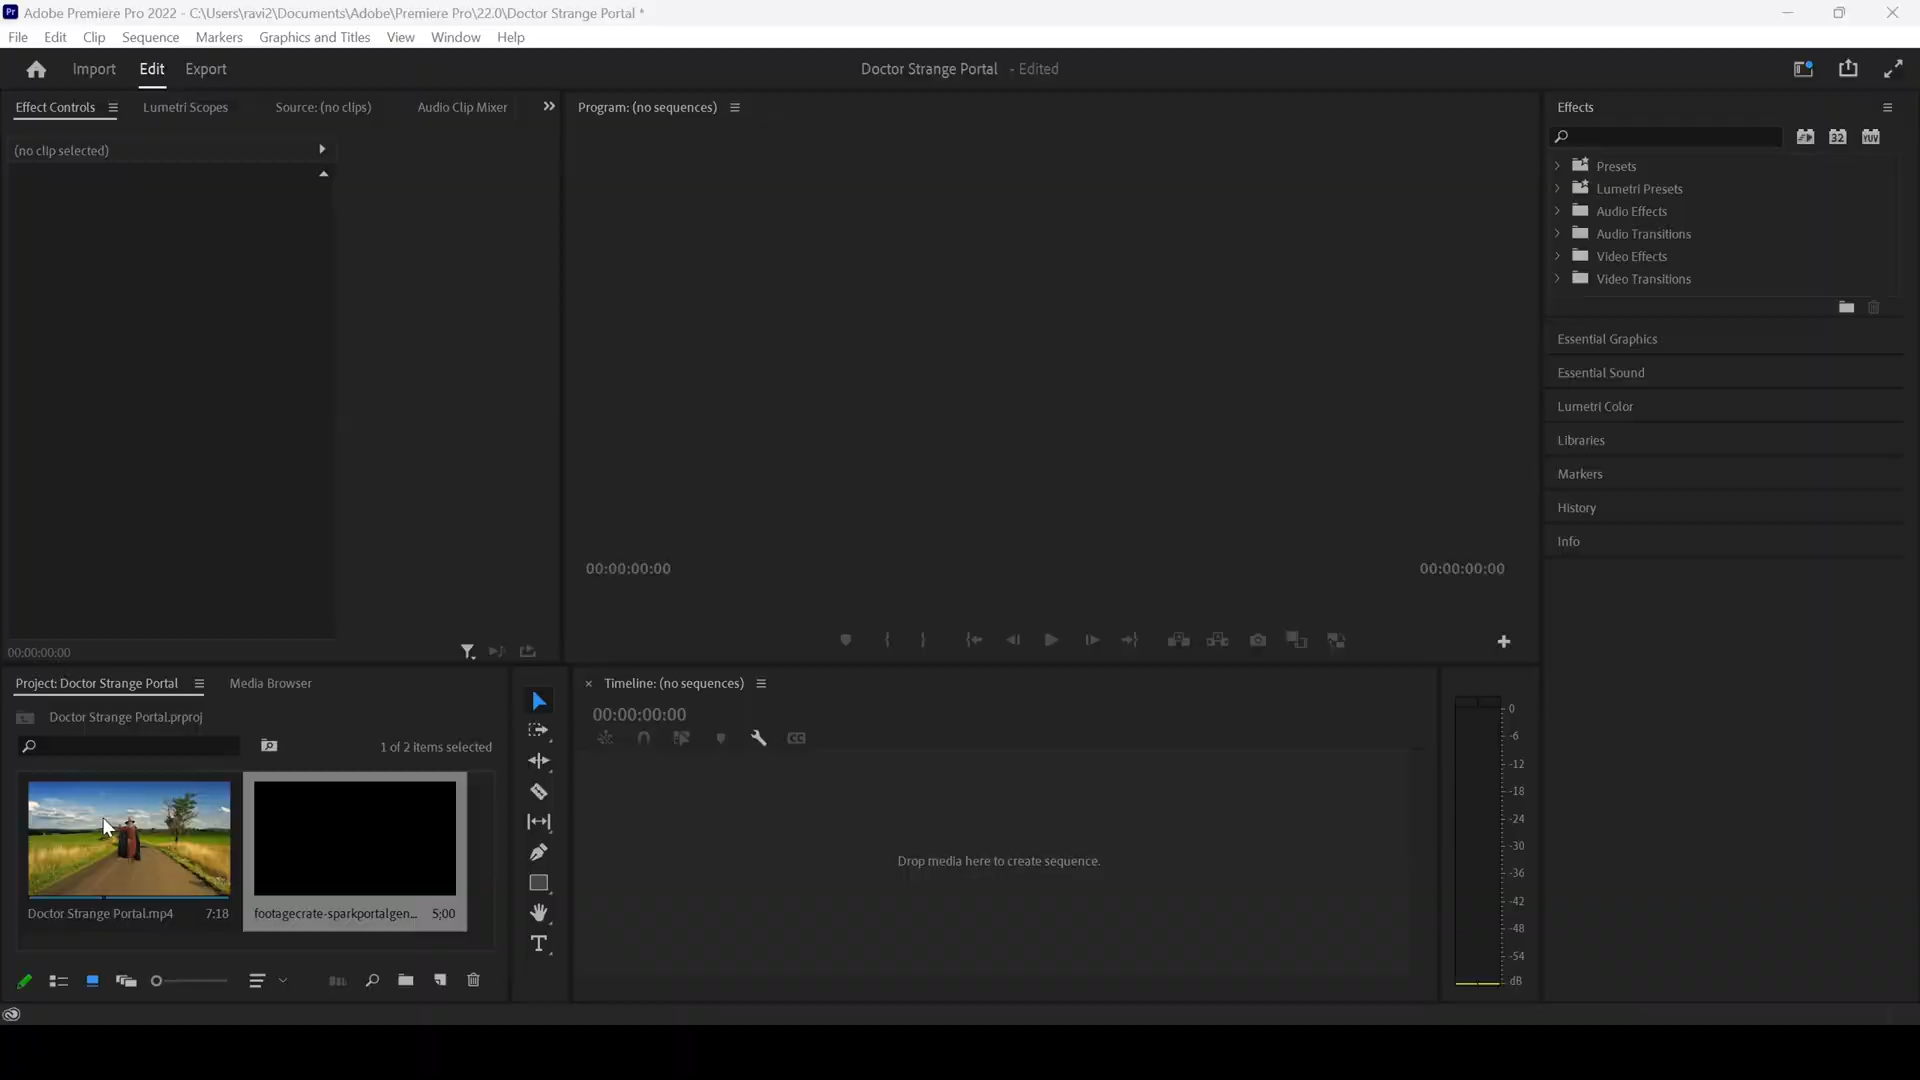 Pr Adobe Premiere Pro 2022 - C:\Users\ravi2\Documents\Adobe\Premiere Pro\22.0\Doctor Strange Portal *
File Edit Clip Sequence Markers Graphics and Titles View Window Help
Import Edit Export
Doctor Strange Portal - Edited
Effect Controls Lumetri Scopes Source: (no clips) Audio Clip Mixer
Program: (no sequences)
Effects
(no clip selected)
32 YUV
Presets
Lumetri Presets
Audio Effects
Audio Transitions
Video Effects
Video Transitions
Essential Graphics
Essential Sound
Lumetri Color
Libraries
Markers
History
Info
00:00:00:00 00:00:00:00
00:00:00:00
Project: Doctor Strange Portal Media Browser
Doctor Strange Portal.prproj
1 of 2 items selected
Doctor Strange Portal.mp4 7:18
footagecrate-sparkportalgen... 5;00
T
× Timeline: (no sequences)
00:00:00:00
CC
Drop media here to create sequence.
0
-6
-12
-18
-24
-30
-36
-42
-48
-54
dB